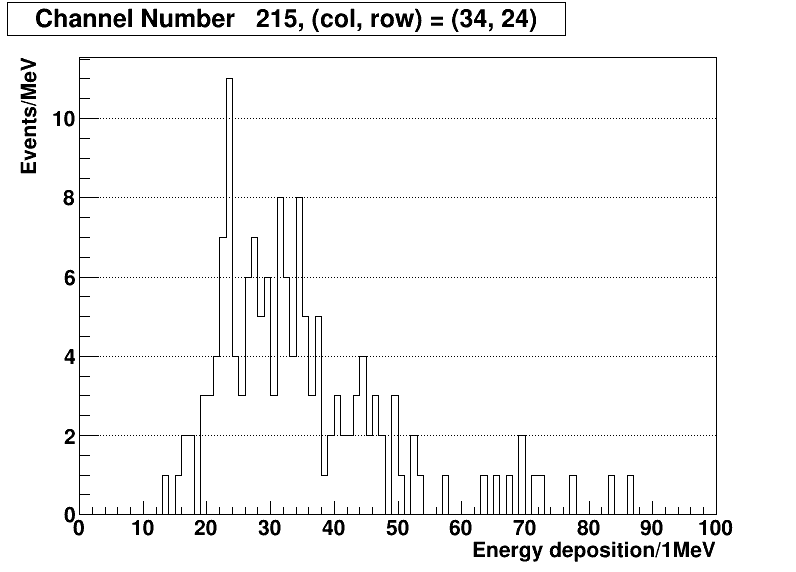 Channel Number 215, (col, row) = (34, 24)
Events/MeV
10
8
6
4
2
0
0 10 20 30 40 50 60 70 80 90 100
Energy deposition/1MeV